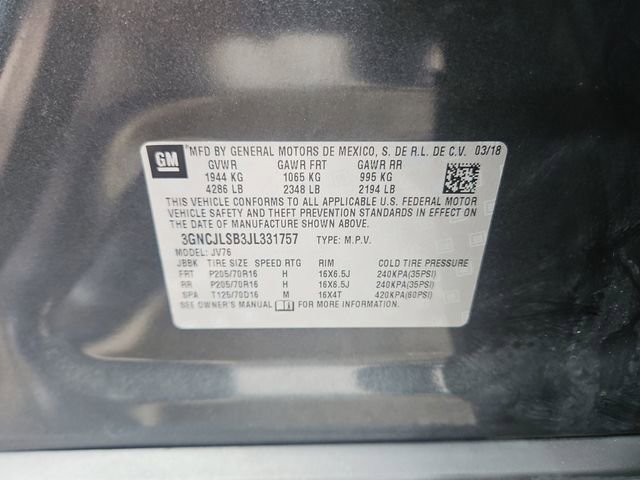 GM
MFD BY GENERAL MOTORS DE MEXICO, S. DE R.L. DE C.V. 03/18
GVWR GAWR FRT GAWR RR
1944 KG 1065 KG 995 KG
4286 LB 2348 LB 2194 LB
THIS VEHICLE CONFORMS TO ALL APPLICABLE U.S. FEDERAL MOTOR
VEHICLE SAFETY AND THEFT PREVENTION STANDARDS IN EFFECT
ON THE DATE OF MANUFACTURE SHOWN ABOVE.
3GNCJLSB3JL331757 TYPE: M.P.V.
MODEL: JV76
JBBK TIRE SIZE SPEED RTG RIM COLD TIRE PRESSURE
FRT P205/70R16 H 16X6.5J 240KPA(35PSI)
RR P205/70R16 H 16X6.5J 240KPA(35PSI)
SPA T125/70D16 M 16X4T 420KPA(60PSI)
SEE OWNER'S MANUAL FOR MORE INFORMATION.